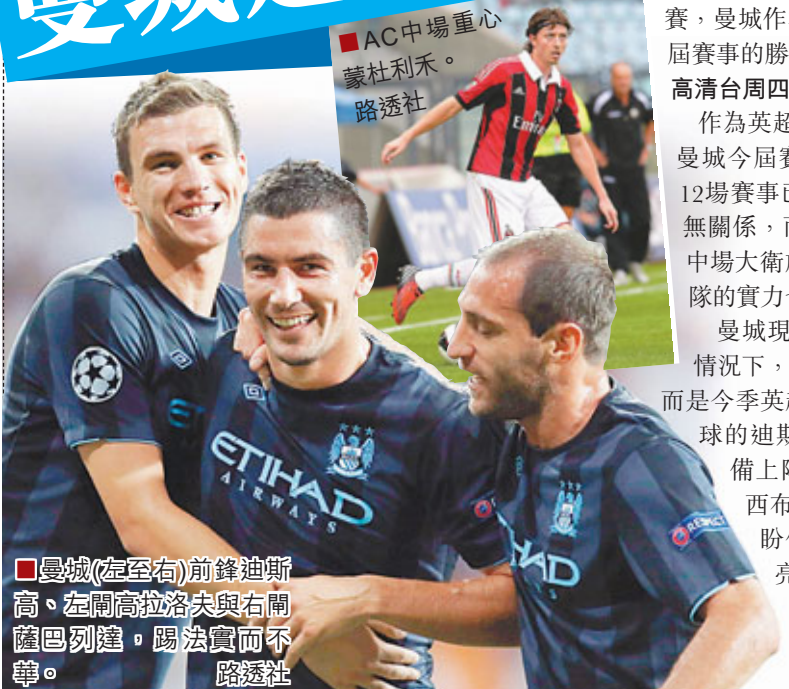 曼城
■AC中場重心
蒙杜利禾。
路透社
賽，曼城作
屆賽事的勝
高清台周四
作為英超
曼城今屆賽
12場賽事已
無關係，
中場大衛
隊的實力
曼城現
情況下，
而是今季英超
球的迪斯
備上陣
西布
盼
亮
Emirates
ETIHAD
AIRWAYS
RESPECT
■曼城(左至右)前鋒迪斯
高、左閘高拉洛夫與右閘
薩巴列達，踢法實而不
華。 路透社